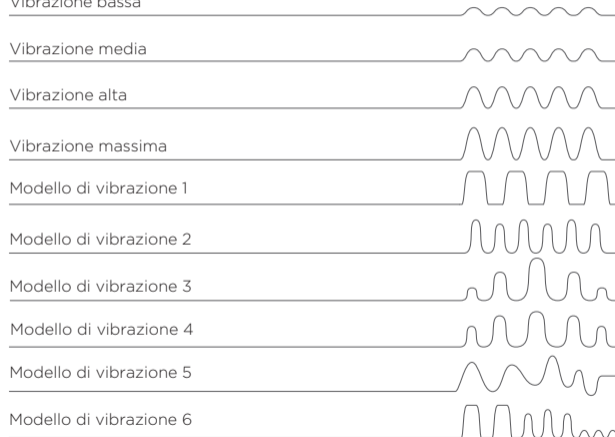 Vibrazione bassa
Vibrazione media
Vibrazione alta
Vibrazione massima
Modello di vibrazione 1
Modello di vibrazione 2
Modello di vibrazione 3
Modello di vibrazione 4
Modello di vibrazione 5
Modello di vibrazione 6